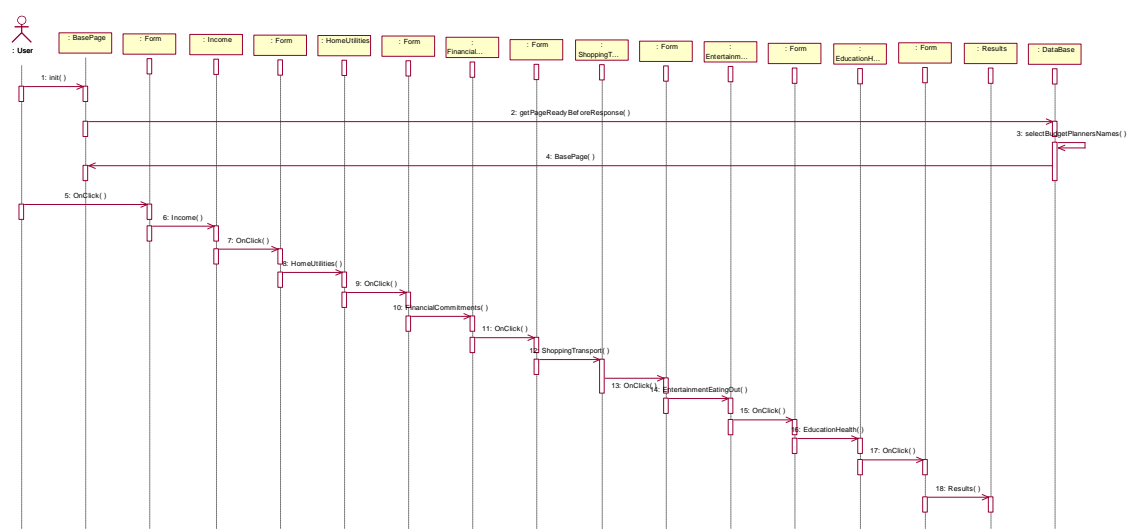 : User
: BasePage
: Form
: Income
: Form
: HomeUtilities
: Form
:
Financial...
: Form
:
ShoppingT...
: Form
:
Entertainm...
: Form
:
EducationH...
: Form
: Results
: DataBase
1: init( )
2: getPageReadyBeforeResponse( )
3: selectBudgetPlannersNames( )
4: BasePage( )
5: OnClick( )
6: Income( )
7: OnClick( )
8: HomeUtilities( )
9: OnClick( )
10: FinancialCommitments( )
11: OnClick( )
12: ShoppingTransport( )
13: OnClick( )
14: EntertainmentEatingOut( )
15: OnClick( )
16: EducationHealth( )
17: OnClick( )
18: Results( )